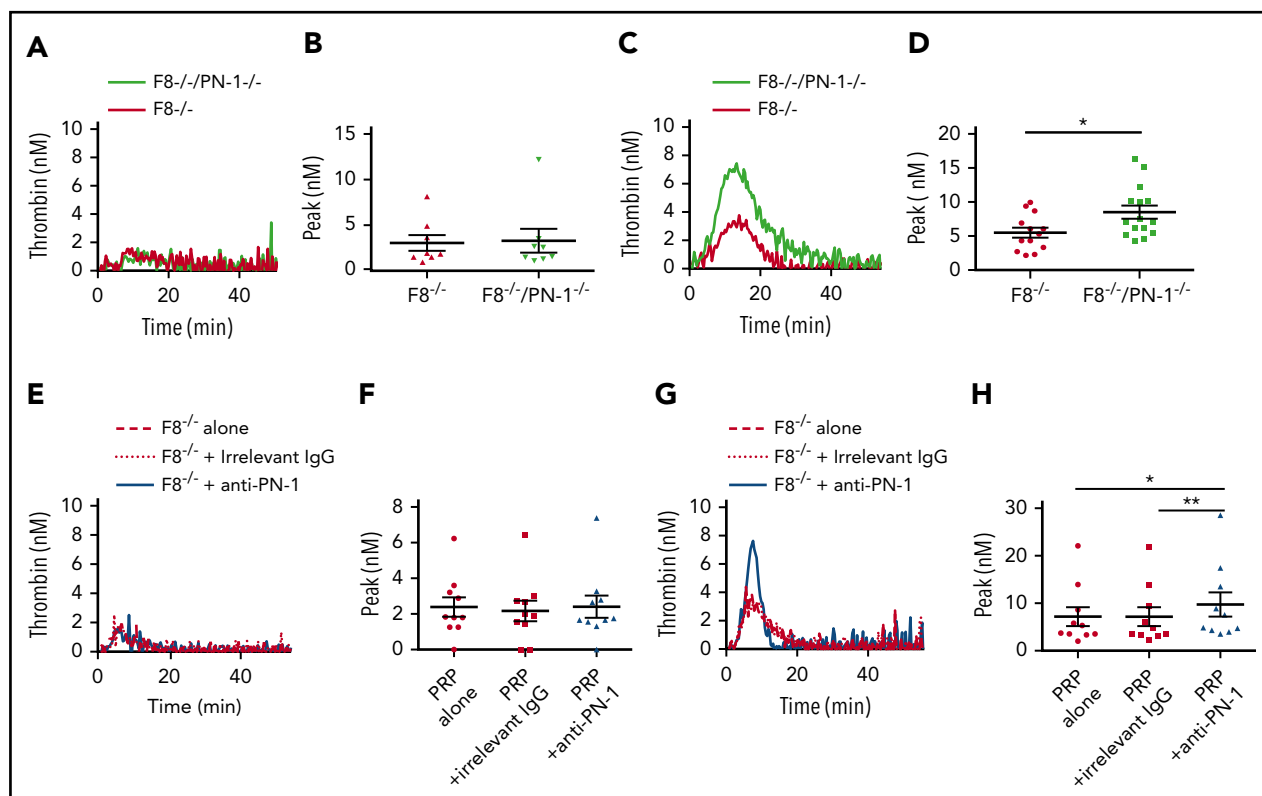 A
F8-/-/PN-1-/-
F8-/-
Thrombin (nM)
10
8
6
4
2
0
0 20 40
Time (min)
B
Peak (nM)
15
10
5
0
F8-/- F8-/-/PN-1-/-
C
F8-/-/PN-1-/-
F8-/-
Thrombin (nM)
10
8
6
4
2
0
0 20 40
Time (min)
D
Peak ( nM)
20
15
10
5
0
*
F8-/- F8-/-/PN-1-/-
E
F8-/- alone
F8-/- + Irrelevant IgG
F8-/- + anti-PN-1
Thrombin (nM)
10
8
6
4
2
0
0 20 40
Time (min)
F
Peak (nM)
8
6
4
2
0
PRP
alone
PRP
+irrelevant IgG
PRP
+anti-PN-1
G
F8-/- alone
F8-/- + Irrelevant IgG
F8-/- + anti-PN-1
Thrombin (nM)
10
8
6
4
2
0
0 20 40
Time (min)
H
Peak (nM)
30
20
10
0
*
**
PRP
alone
PRP
+irrelevant IgG
PRP
+anti-PN-1